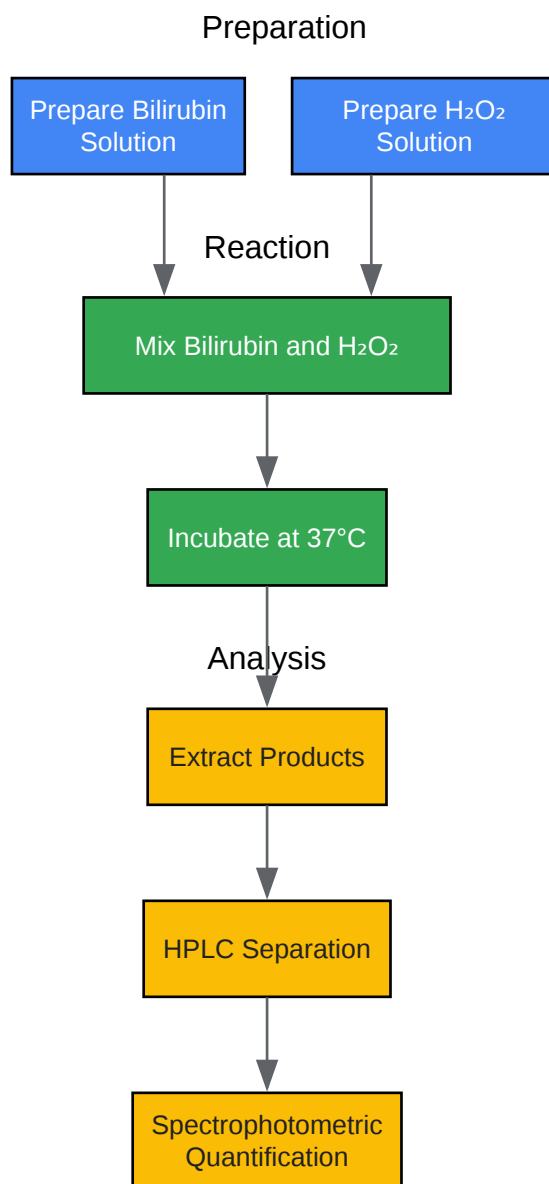 Preparation
Prepare Bilirubin
Solution
Prepare H₂O₂
Solution
Reaction
Mix Bilirubin and H₂O₂
Incubate at 37°C
Analysis
Extract Products
HPLC Separation
Spectrophotometric
Quantification